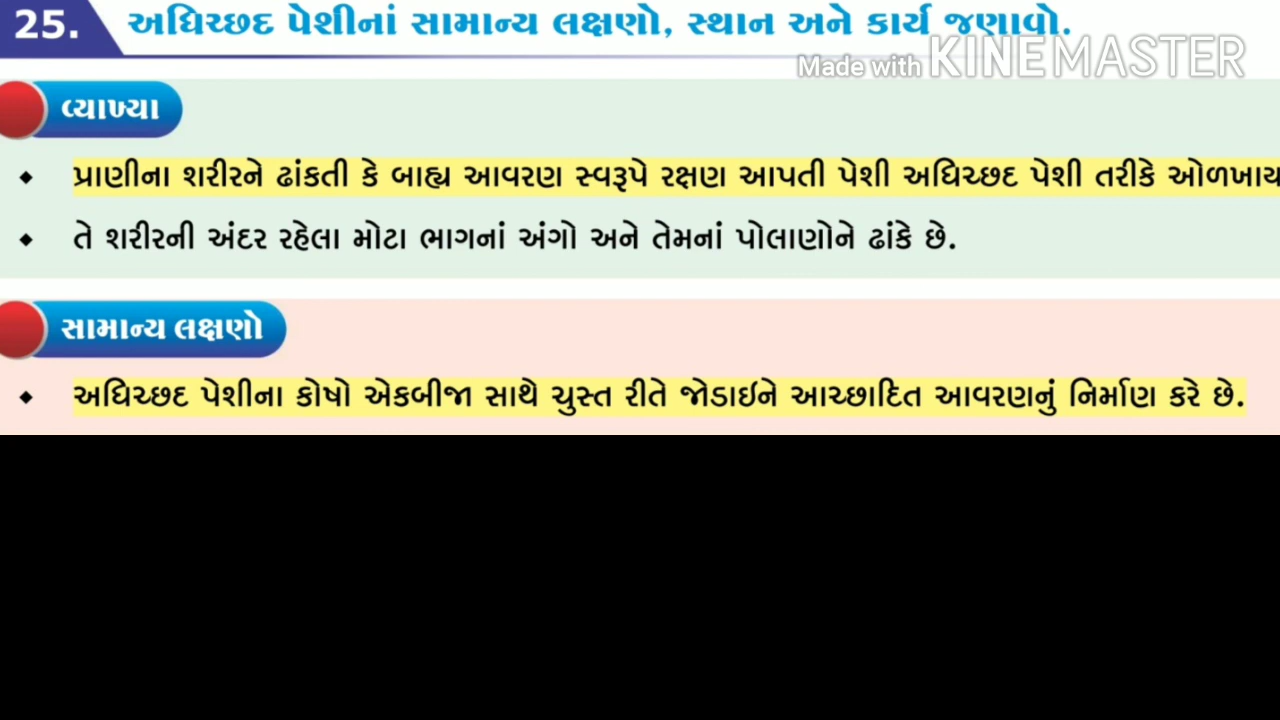 25. અધિચ્છદ પેશીનાં સામાન્ય લક્ષણો, સ્થાન અને કાર્ય જણાવો.
Made with KINEMASTER
વ્યાખ્યા
♦ પ્રાણીના શરીરને ઢાંકતી કે બાહ્ય આવરણ સ્વરૂપે રક્ષણ આપતી પેશી અધિચ્છદ પેશી તરીકે ઓળખાય
♦ તે શરીરની અંદર રહેલા મોટા ભાગનાં અંગો અને તેમનાં પોલાણોને ઢાંકે છે.
સામાન્ય લક્ષણો
♦ અધિચ્છદ પેશીના કોષો એકબીજા સાથે ચુસ્ત રીતે જોડાઇને આચ્છાદિત આવરણનું નિર્માણ કરે છે.